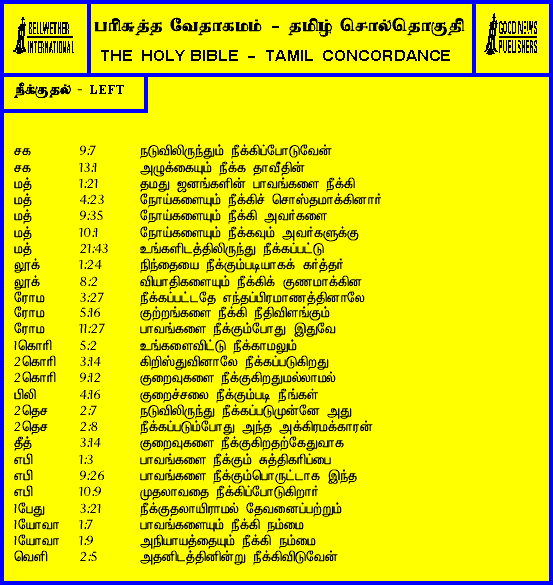 BELLWETHER INTERNATIONAL
பரிசுத்த வேதாகமம் - தமிழ் சொல்தொகுதி
THE HOLY BIBLE - TAMIL CONCORDANCE
GOOD NEWS PUBLISHERS
நீக்குதல் - LEFT
சக 9:7 நடுவிலிருந்தும் நீக்கிப்போடுவேன்
சக 13:1 அழுக்கையும் நீக்க தாவீதின்
மத் 1:21 தமது ஜனங்களின் பாவங்களை நீக்கி
மத் 4:23 நோய்களையும் நீக்கிச் சொஸ்தமாக்கினார்
மத் 9:35 நோய்களையும் நீக்கி அவர்களை
மத் 10:1 நோய்களையும் நீக்கவும் அவர்களுக்கு
மத் 21:43 உங்களிடத்திலிருந்து நீக்கப்பட்டு
லூக் 1:24 நிந்தையை நீக்கும்படியாகக் கர்த்தர்
லூக் 8:2 வியாதிகளையும் நீக்கிக் குணமாக்கின
ரோம 3:27 நீக்கப்பட்டதே எந்தப்பிரமாணத்தினாலே
ரோம 5:16 குற்றங்களை நீக்கி நீதிவிளங்கும்
ரோம 11:27 பாவங்களை நீக்கும்போது இதுவே
1கொரி 5:2 உங்களைவிட்டு நீக்காமலும்
2கொரி 3:14 கிறிஸ்துவினாலே நீக்கப்படுகிறது
2கொரி 9:12 குறைவுகளை நீக்குகிறதுமல்லாமல்
பிலி 4:16 குறைச்சலை நீக்கும்படி நீங்கள்
2தெச 2:7 நடுவிலிருந்து நீக்கப்படுமுன்னே அது
2தெச 2:8 நீக்கப்படும்போது அந்த அக்கிரமக்காரன்
தீத் 3:14 குறைவுகளை நீக்குகிறதற்கேதுவாக
எபி 1:3 பாவங்களை நீக்கும் சுத்திகரிப்பை
எபி 9:26 பாவங்களை நீக்கும்பொருட்டாக இந்த
எபி 10:9 முதலாவதை நீக்கிப்போடுகிறார்
1பேது 3:21 நீக்குதலாயிராமல் தேவனைப்பற்றும்
1யோவா 1:7 பாவங்களையும் நீக்கி நம்மை
1யோவா 1:9 அநியாயத்தையும் நீக்கி நம்மை
வெளி 2:5 அதனிடத்தினின்று நீக்கிவிடுவேன்